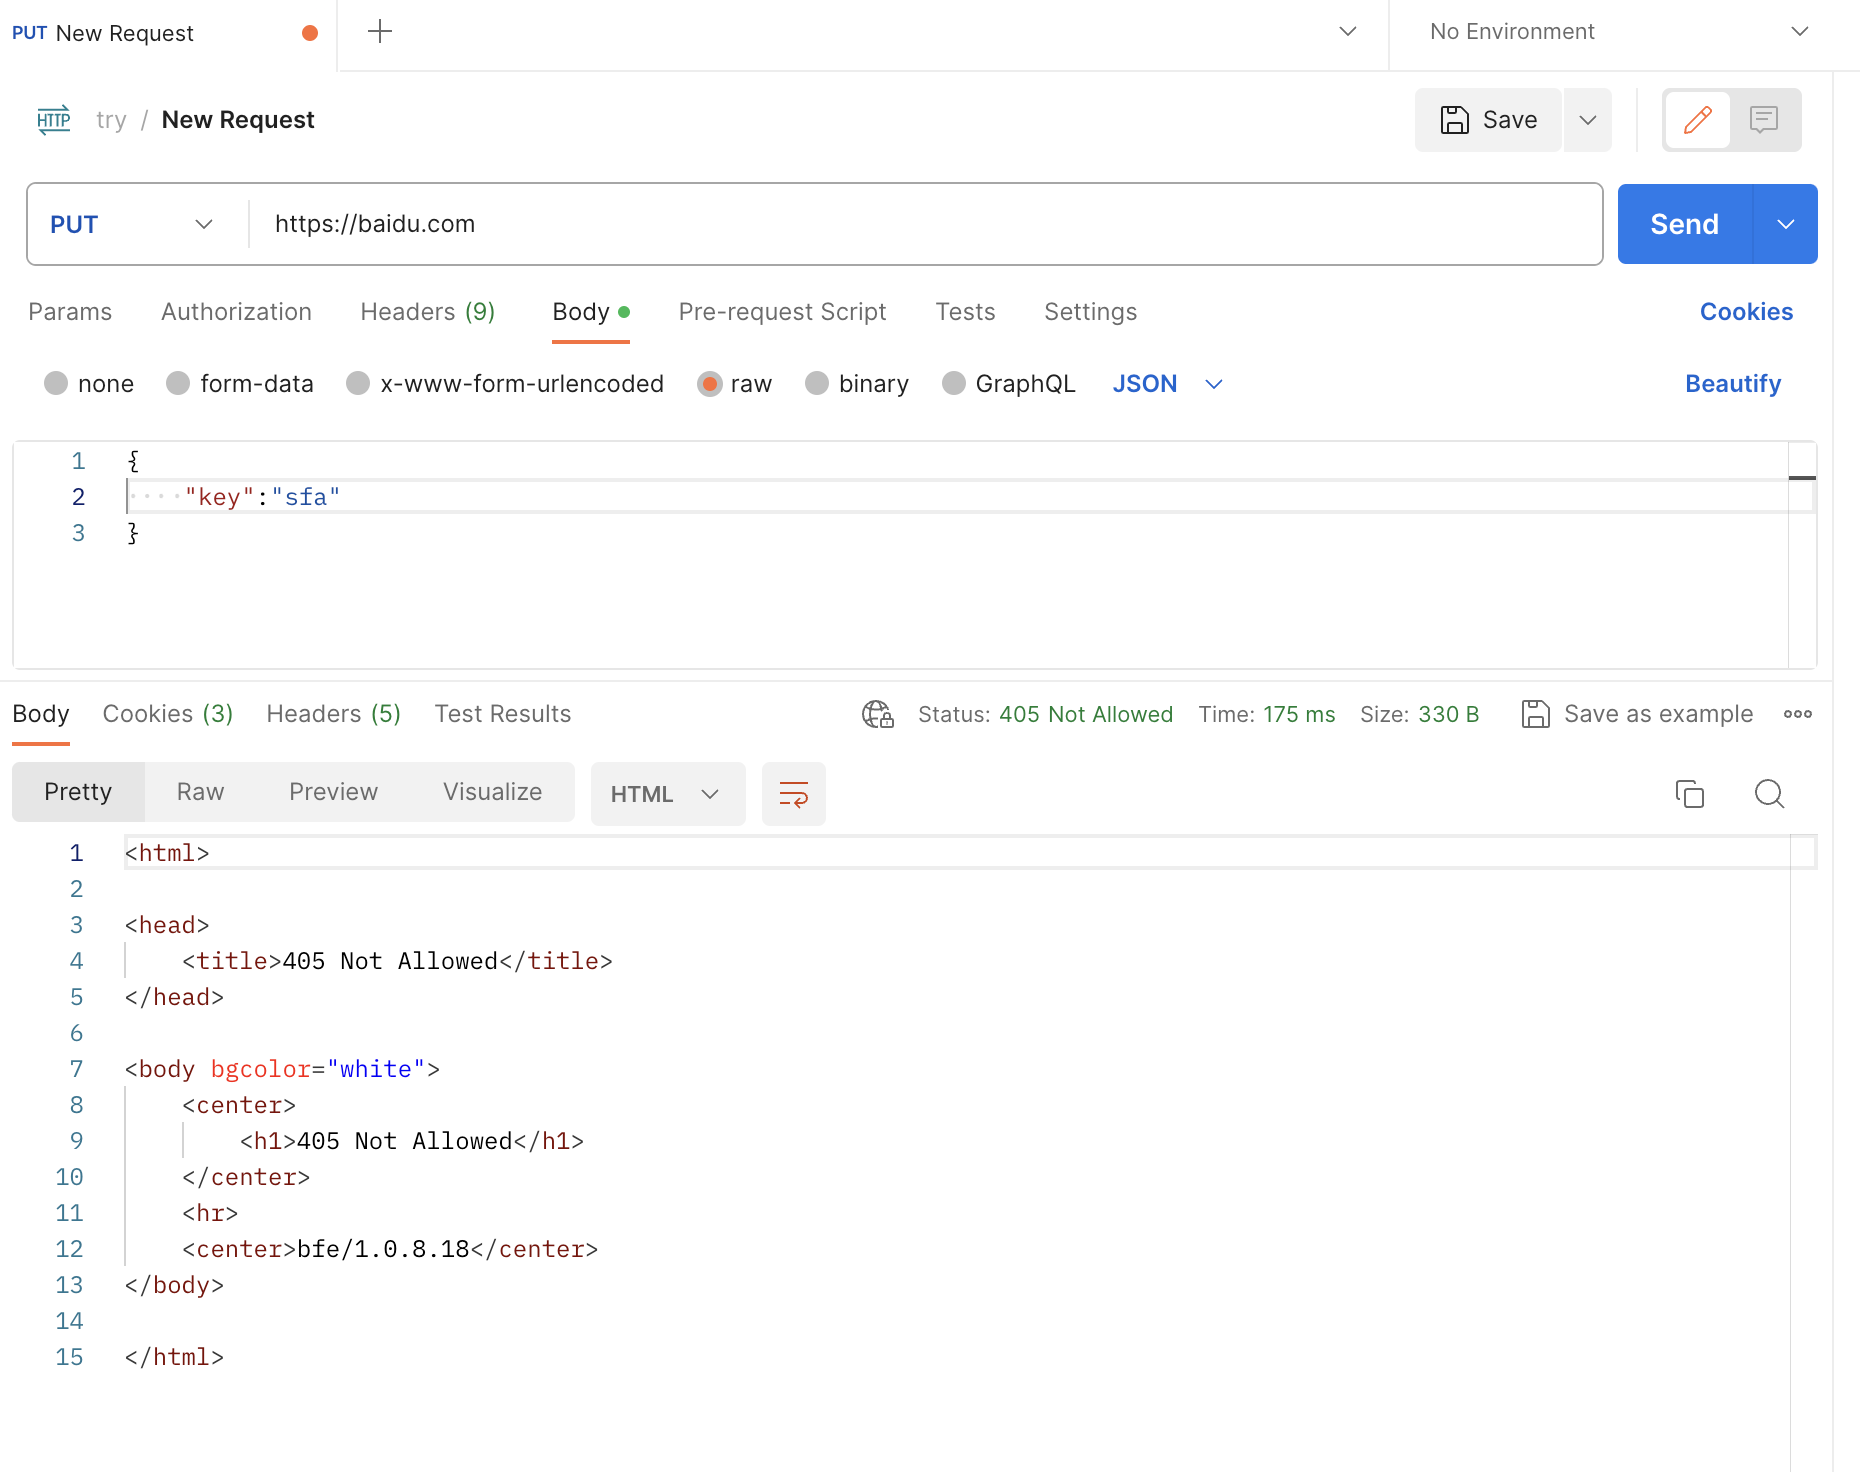 PUT New Request
No Environment
HTTP try / New Request
Save
PUT https://baidu.com
Send
Params Authorization Headers (9) Body Pre-request Script Tests Settings Cookies
none form-data x-www-form-urlencoded raw binary GraphQL JSON Beautify
1 {
2 ····"key":"sfa"
3 }
Body Cookies (3) Headers (5) Test Results Status: 405 Not Allowed Time: 175 ms Size: 330 B Save as example
Pretty Raw Preview Visualize HTML
1 <html>
2
3 <head>
4     <title>405 Not Allowed</title>
5 </head>
6
7 <body bgcolor="white">
8     <center>
9         <h1>405 Not Allowed</h1>
10     </center>
11     <hr>
12     <center>bfe/1.0.8.18</center>
13 </body>
14
15 </html>